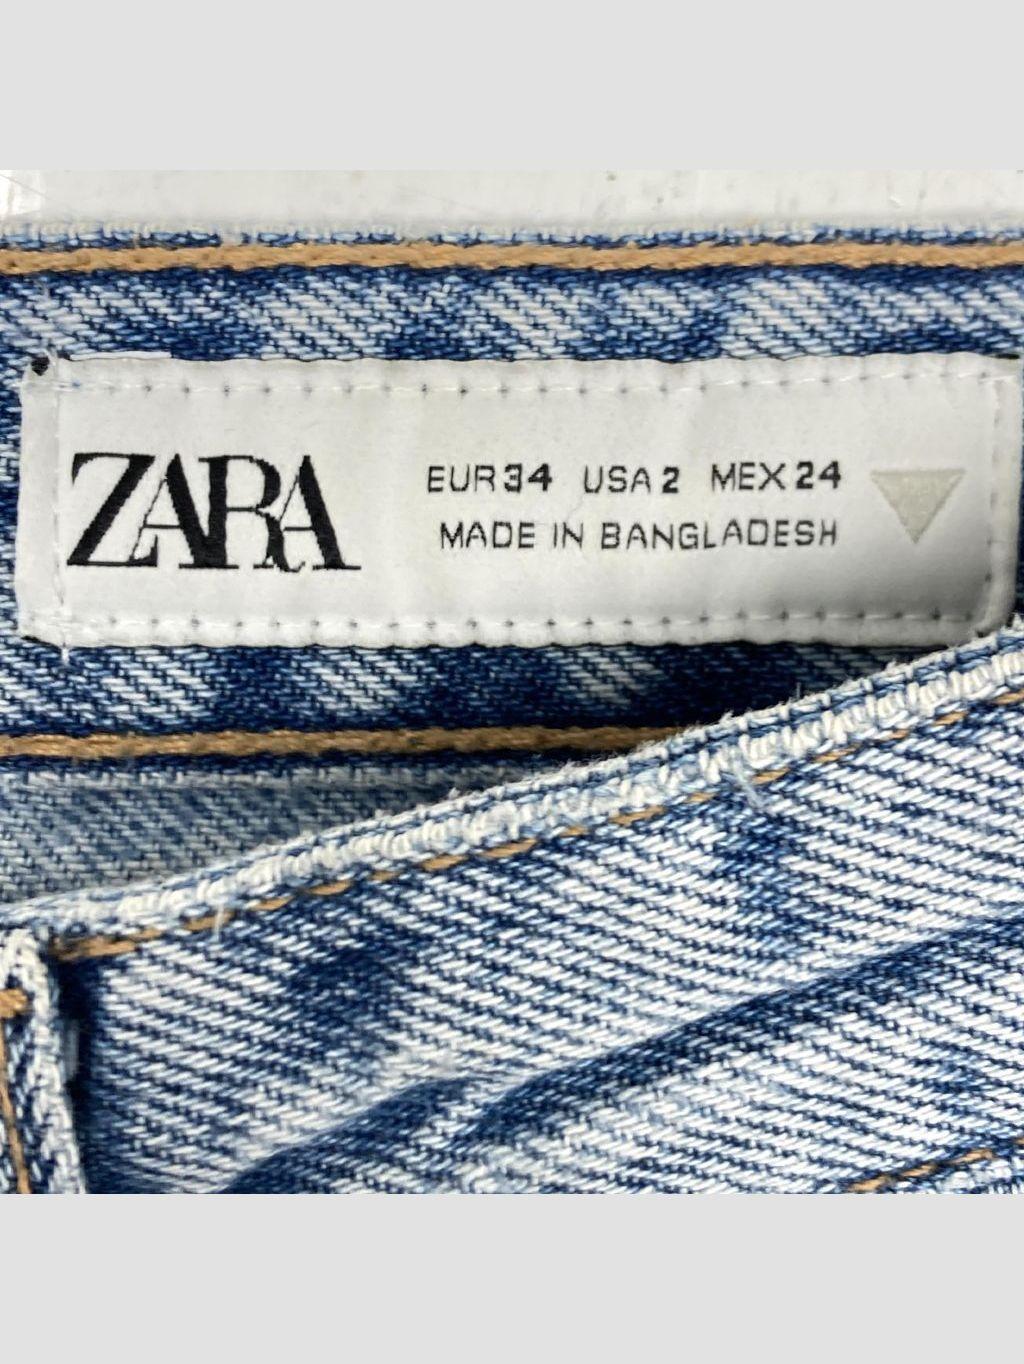 ZARA
EUR 34 USA 2 MEX 24
MADE IN BANGLADESH